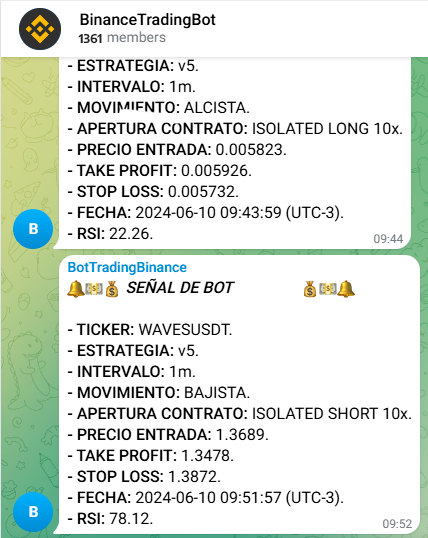 BinanceTradingBot
1361 members
- ESTRATEGIA: v5.
- INTERVALO: 1m.
- MOVIMIENTO: ALCISTA.
- APERTURA CONTRATO: ISOLATED LONG 10x.
- PRECIO ENTRADA: 0.005823.
- TAKE PROFIT: 0.005926.
- STOP LOSS: 0.005732.
- FECHA: 2024-06-10 09:43:59 (UTC-3).
- RSI: 22.26.
B
09:44
BotTradingBinance
SEÑAL DE BOT
- TICKER: WAVESUSDT.
- ESTRATEGIA: v5.
- INTERVALO: 1m.
- MOVIMIENTO: BAJISTA.
- APERTURA CONTRATO: ISOLATED SHORT 10x.
- PRECIO ENTRADA: 1.3689.
- TAKE PROFIT: 1.3478.
- STOP LOSS: 1.3872.
- FECHA: 2024-06-10 09:51:57 (UTC-3).
- RSI: 78.12.
B
09:52